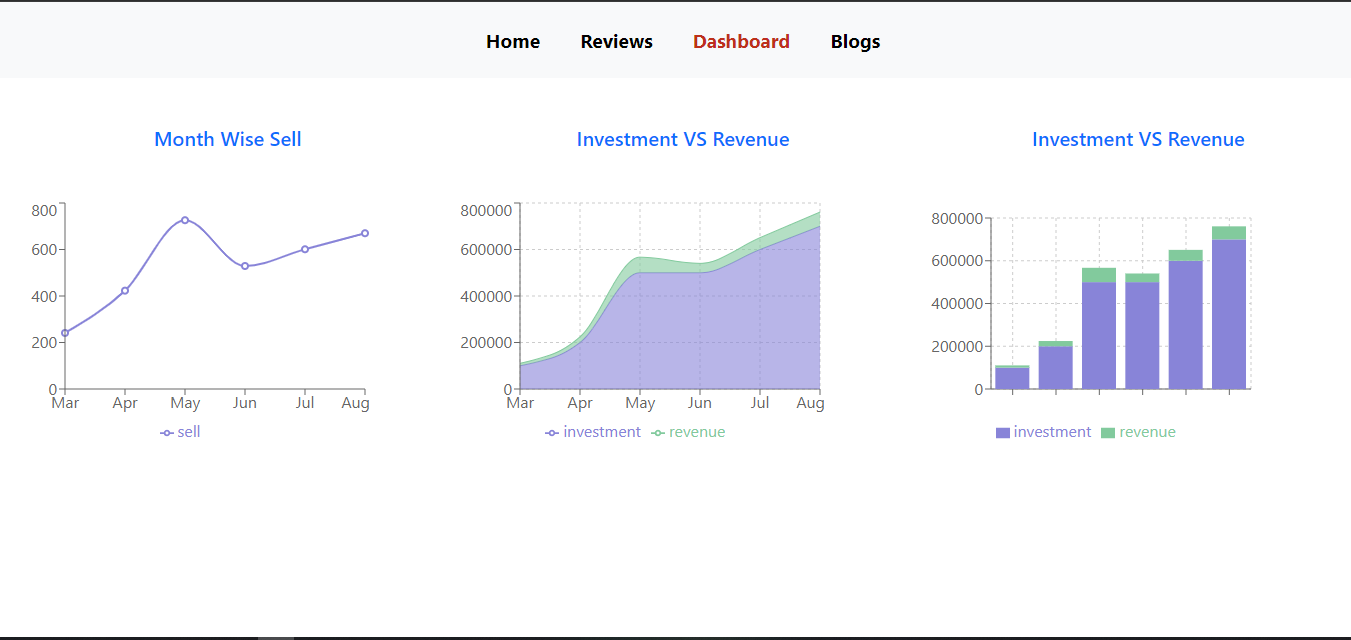 Home Reviews Dashboard Blogs
Month Wise Sell
800
600
400
200
0
Mar Apr May Jun Jul Aug
sell
Investment VS Revenue
800000
600000
400000
200000
0
Mar Apr May Jun Jul Aug
investment revenue
Investment VS Revenue
800000
600000
400000
200000
0
investment revenue